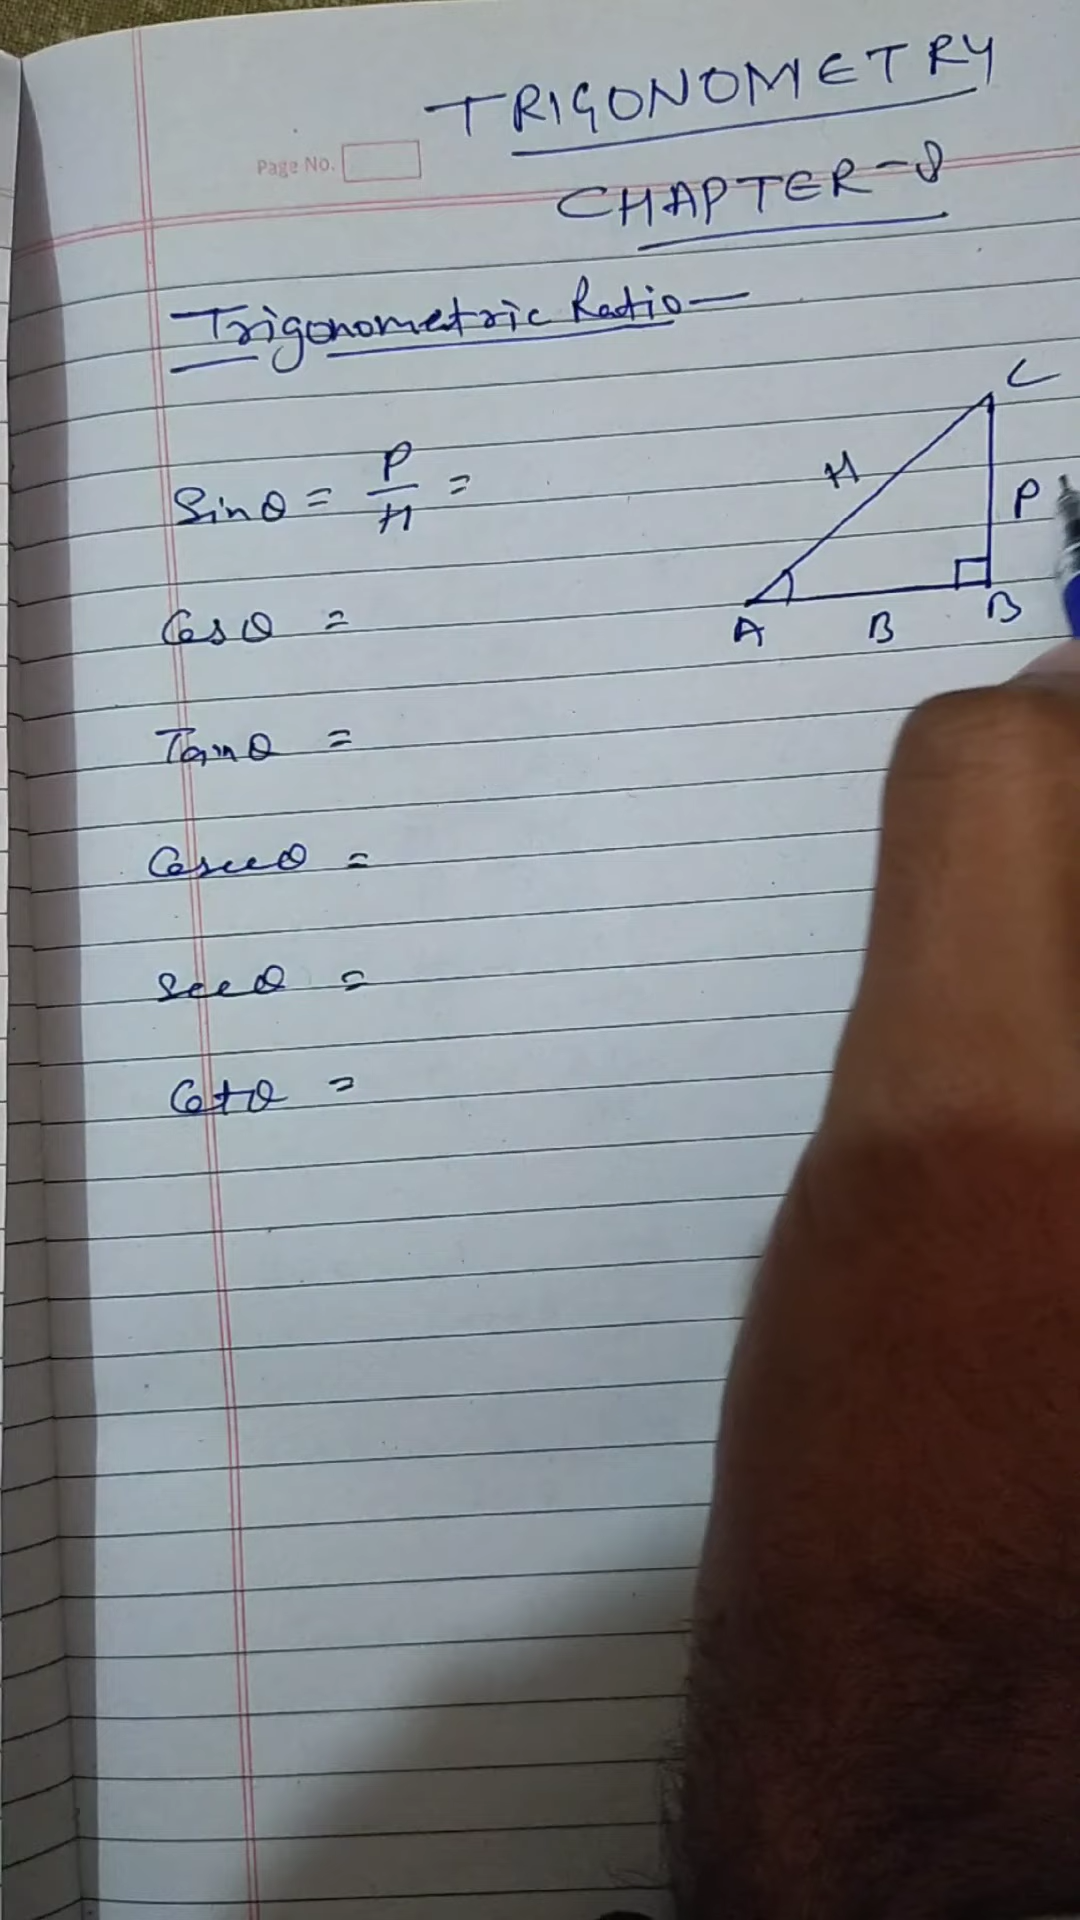 TRIGONOMETRY
Page No.
CHAPTER-8
Trigonometric Ratio—
C
H
P
Sinθ = P/H =
A B B
Cosθ =
Tanθ =
Cosecθ =
Secθ =
Cotθ =